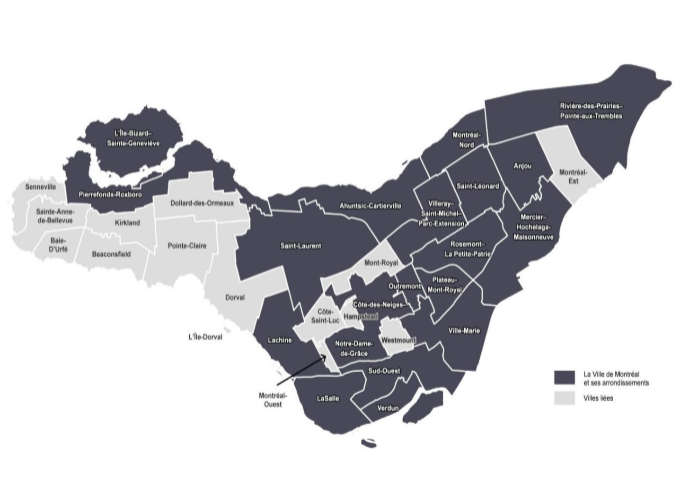 Rivière-des-Prairies–
Pointe-aux-Trembles
L'Île-Bizard–
Sainte-Geneviève
Montréal-
Nord
Anjou
Montréal-
Est
Saint-Léonard
Senneville
Pierrefonds-Roxboro
Dollard-des-Ormeaux
Ahuntsic-Cartierville
Villeray–
Saint-Michel–
Parc-Extension
Sainte-Anne-
de-Bellevue
Kirkland
Mercier-
Hochelaga-
Maisonneuve
Baie-
D'Urfé
Beaconsfield
Pointe-Claire
Saint-Laurent
Rosemont-
La Petite-Patrie
Mont-Royal
Outremont
Plateau-
Mont-Royal
Dorval
Côte-des-Neiges–
Côte-
Saint-Luc
Hampstead
Ville-Marie
L'Île-Dorval
Lachine
Notre-Dame-
de-Grâce
Westmount
Sud-Ouest
Montréal-
Ouest
LaSalle
Verdun
La Ville de Montréal
et ses arrondissements
Villes liées